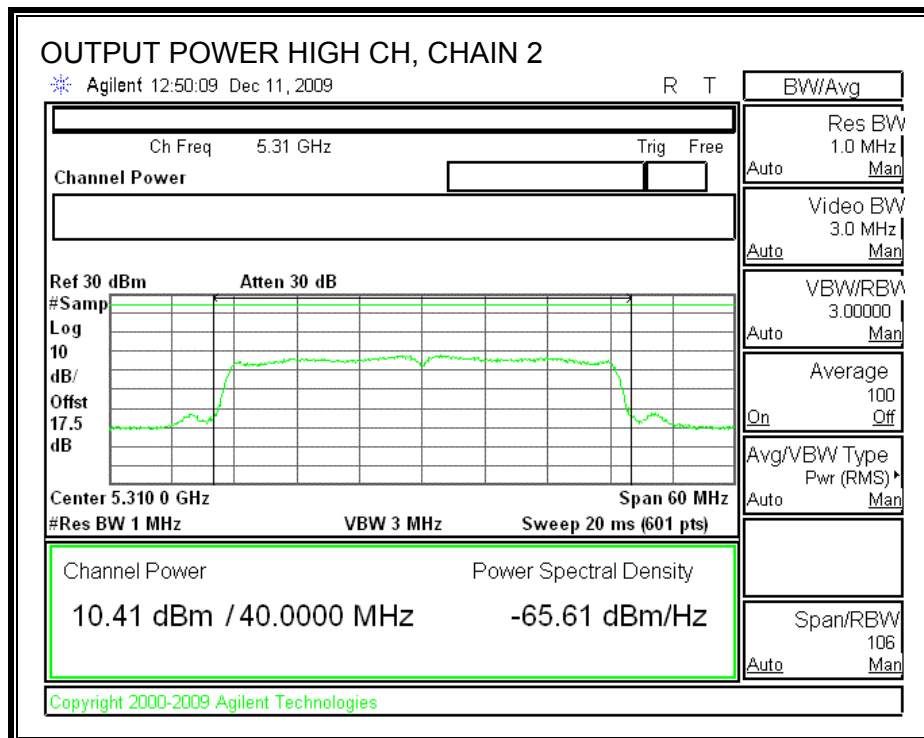 OUTPUT POWER HIGH CH, CHAIN 2
Agilent 12:50:09 Dec 11, 2009 R T
Ch Freq 5.31 GHz Trig Free
Channel Power
Ref 30 dBm Atten 30 dB
#Samp
Log
10
dB/
Offst
17.5
dB
Center 5.310 0 GHz Span 60 MHz
#Res BW 1 MHz VBW 3 MHz Sweep 20 ms (601 pts)
Channel Power Power Spectral Density
10.41 dBm / 40.0000 MHz -65.61 dBm/Hz
Copyright 2000-2009 Agilent Technologies
BW/Avg
Res BW
1.0 MHz
Auto Man
Video BW
3.0 MHz
Auto Man
VBW/RBW
3.00000
Auto Man
Average
100
On Off
Avg/VBW Type
Pwr (RMS)
Auto Man
Span/RBW
106
Auto Man